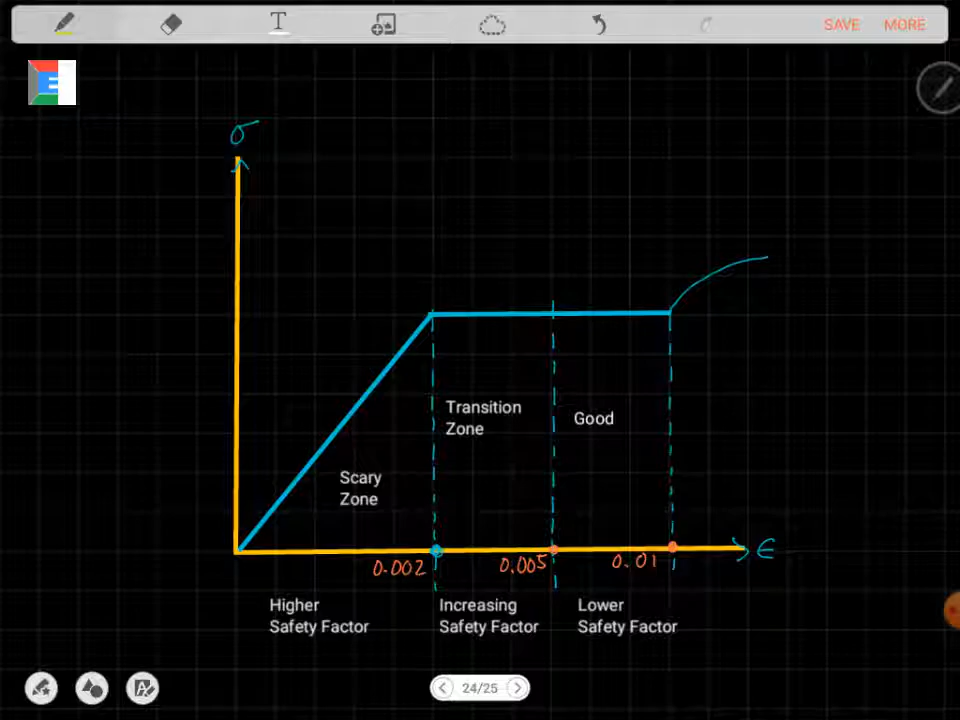 T
SAVE MORE
E
σ
Transition
Zone
Good
Scary
Zone
ϵ
0.002 0.005 0.01
Higher
Safety Factor
Increasing
Safety Factor
Lower
Safety Factor
A
24/25